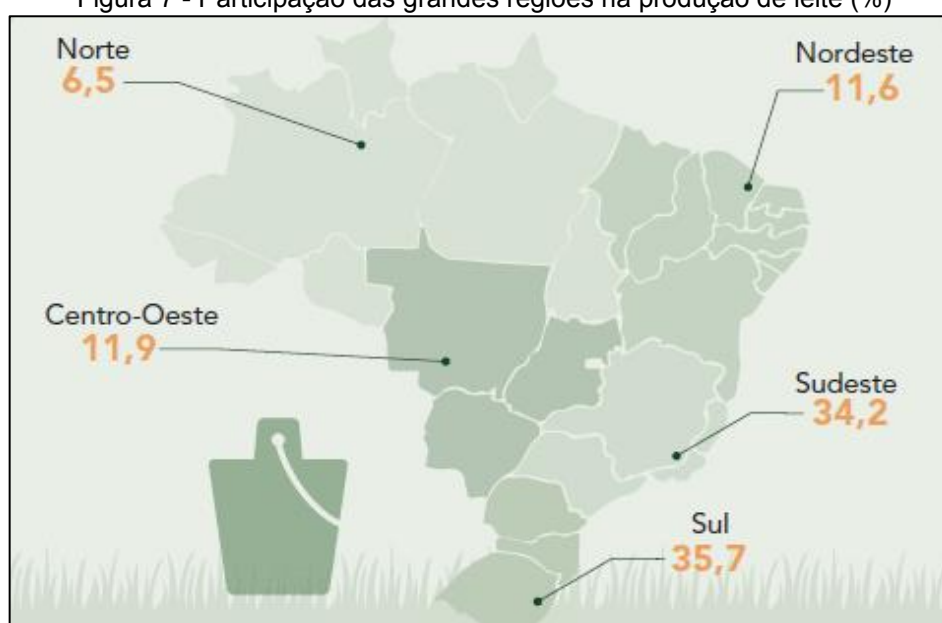 Figura 7 - Participação das grandes regiões na produção de leite (%)
Norte
6,5
Nordeste
11,6
Centro-Oeste
11,9
Sudeste
34,2
Sul
35,7